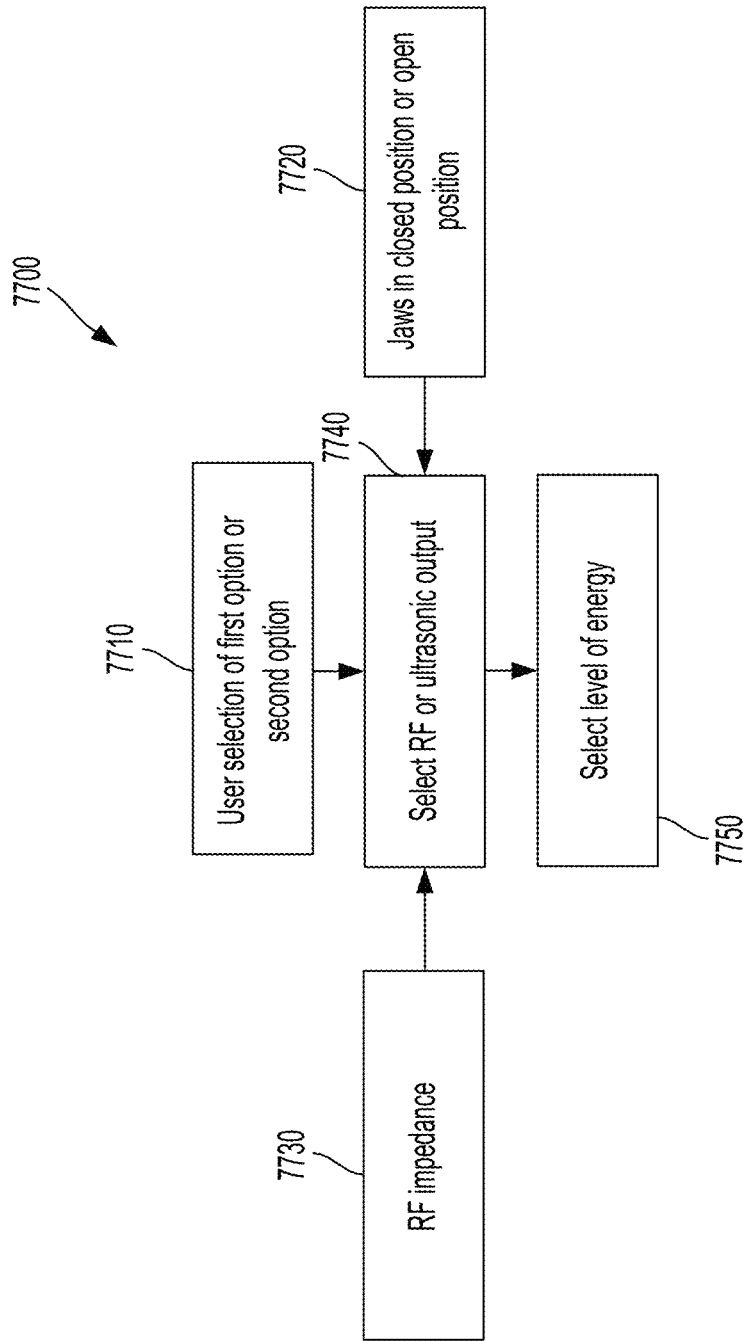 7700
7710
User selection of first option or
second option
7730
RF impedance
7740
Select RF or ultrasonic output
7720
Jaws in closed position or open
position
7750
Select level of energy